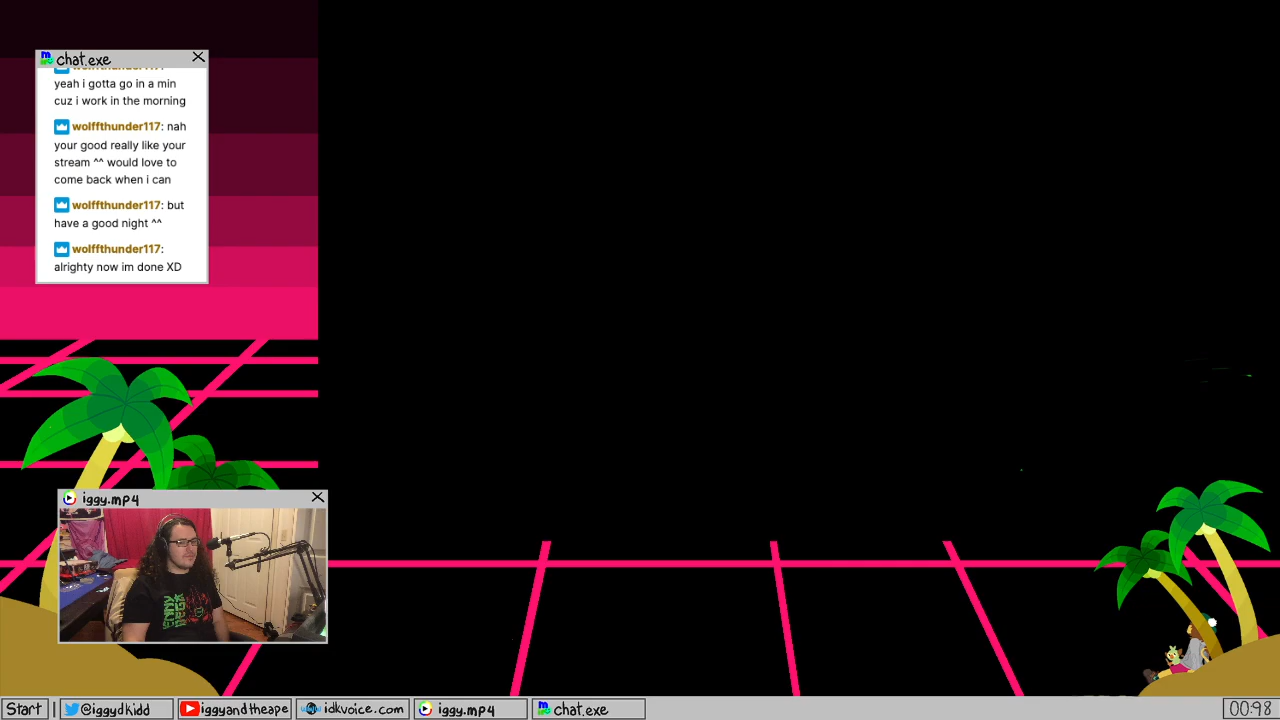 chat.exe
wolffthunder117:
yeah i gotta go in a min
cuz i work in the morning
wolffthunder117: nah
your good really like your
stream ^^ would love to
come back when i can
wolffthunder117: but
have a good night ^^
wolffthunder117:
alrighty now im done XD
iggy.mp4
Start | @iggydkidd iggyandtheape idkvoice.com iggy.mp4 chat.exe 00:98